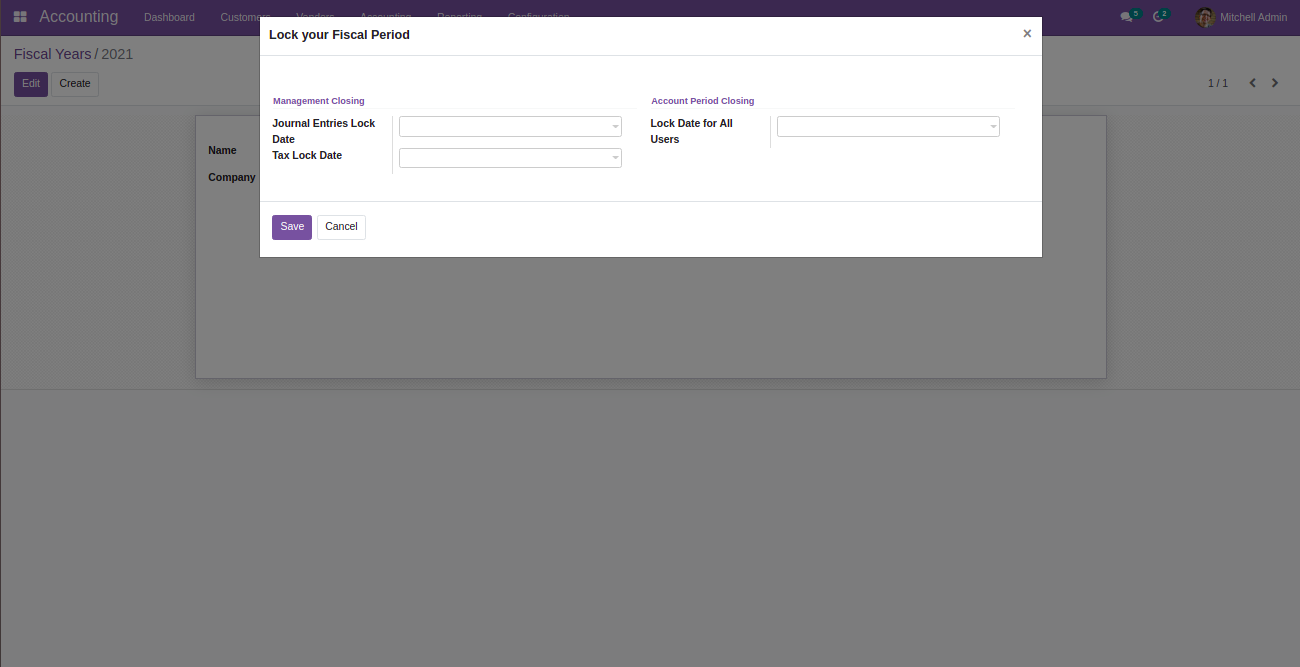 Accounting Dashboard Customers Vendors Accounting Reporting Configuration 5 2 Mitchell Admin
Lock your Fiscal Period ×
Fiscal Years / 2021
Edit Create 1 / 1
Management Closing Account Period Closing
Journal Entries Lock Date Lock Date for All Users
Tax Lock Date
Name
Company
Save Cancel